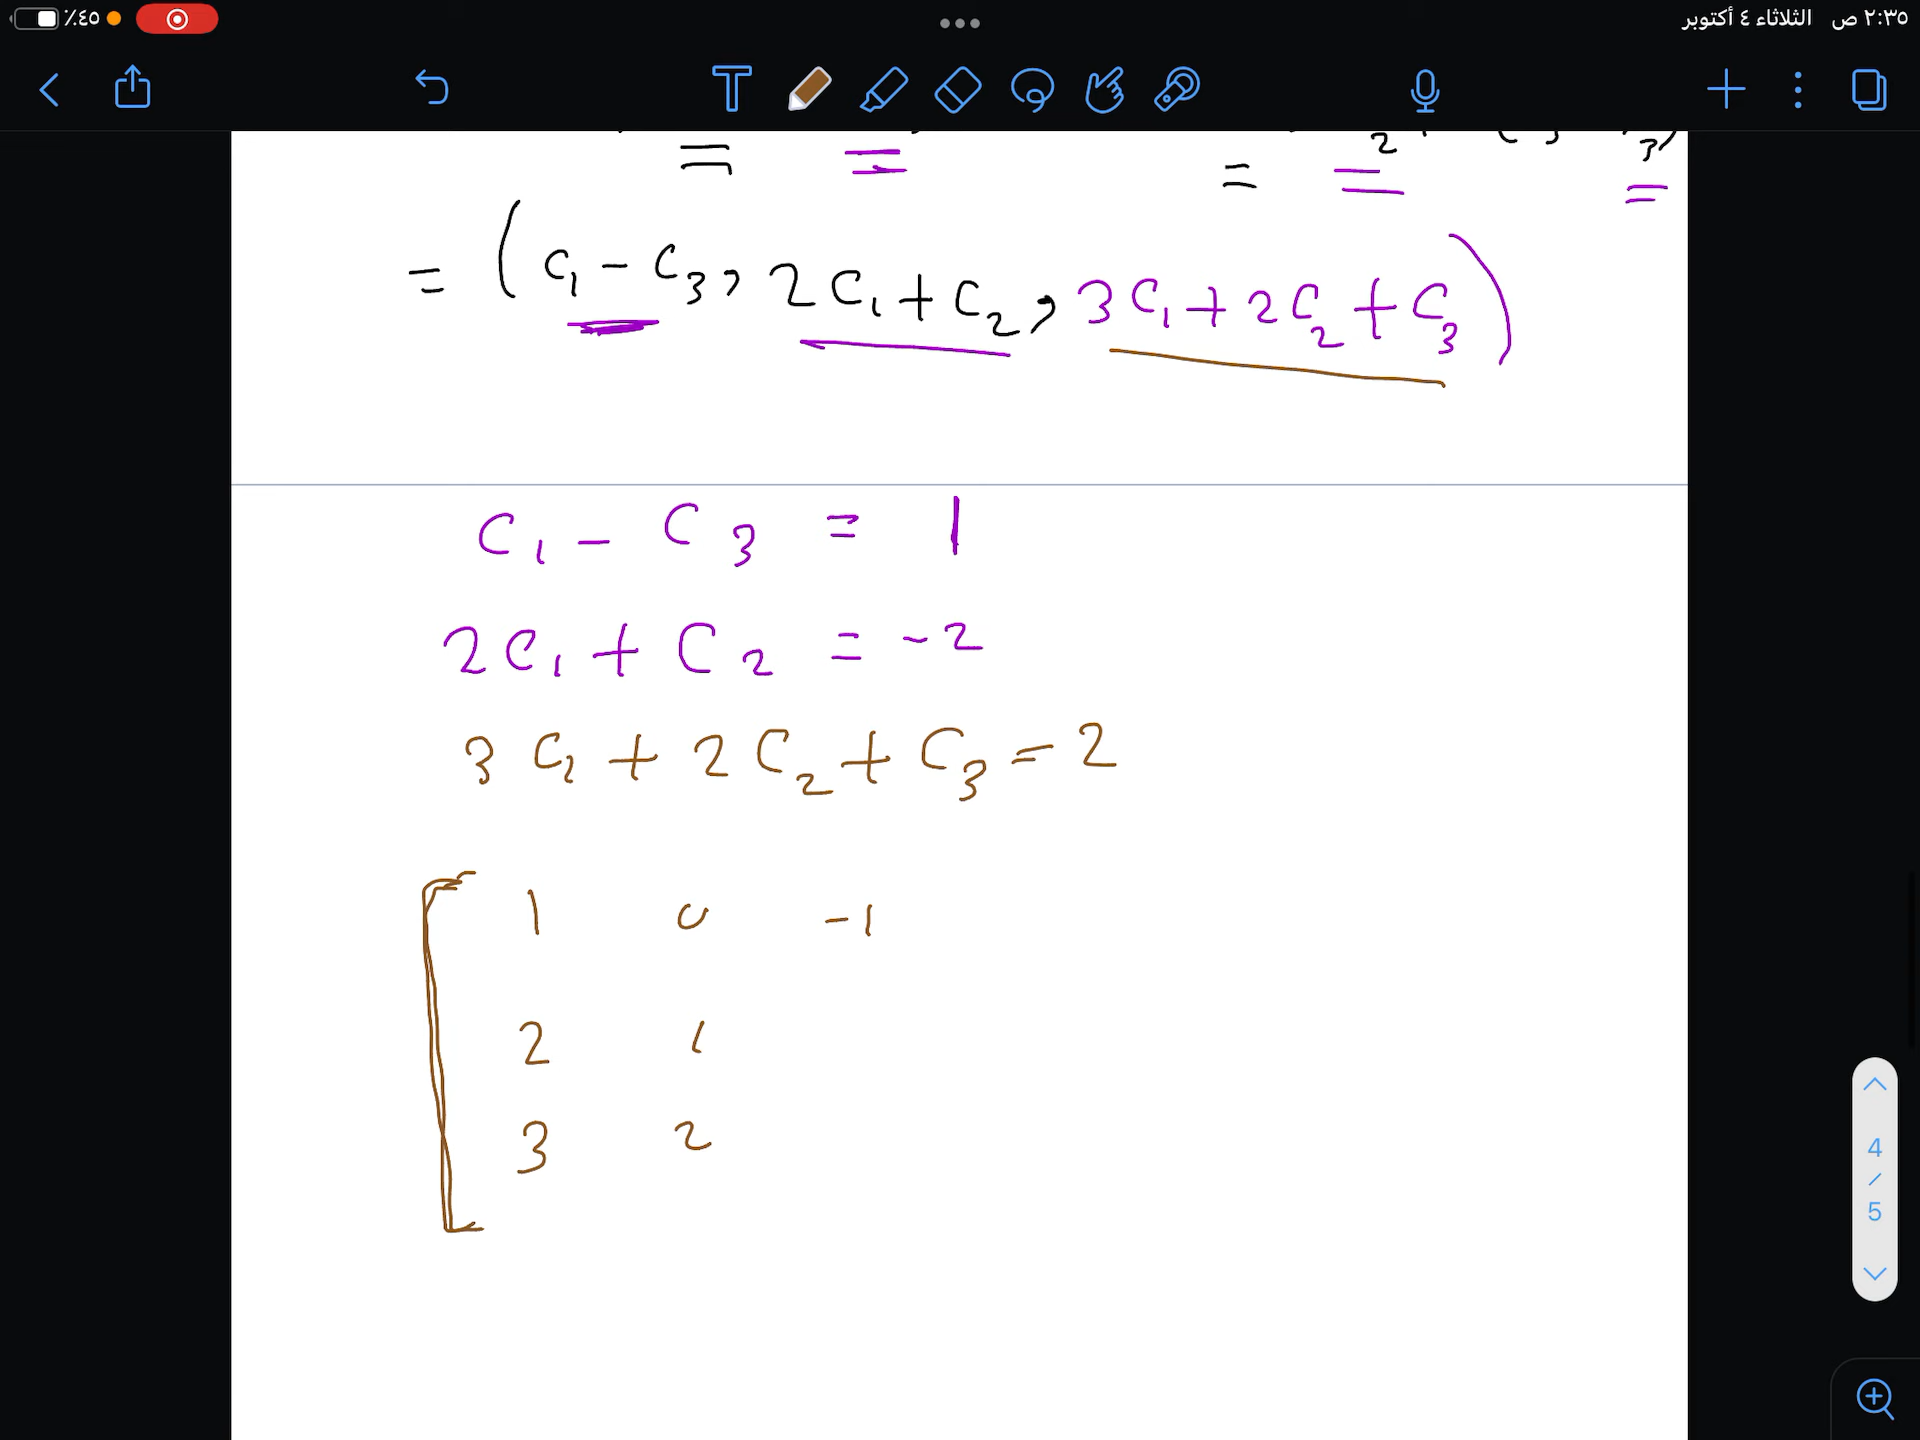 ٪٤٥ ٢:٣٥ ص الثلاثاء ٤ أكتوبر
T
= (c₁ - c₃, 2c₁ + c₂, 3c₁ + 2c₂ + c₃)
c₁ - c₃ = 1
2c₁ + c₂ = -2
3c₁ + 2c₂ + c₃ = 2
1 0 -1
2 1
3 2
4
/
5